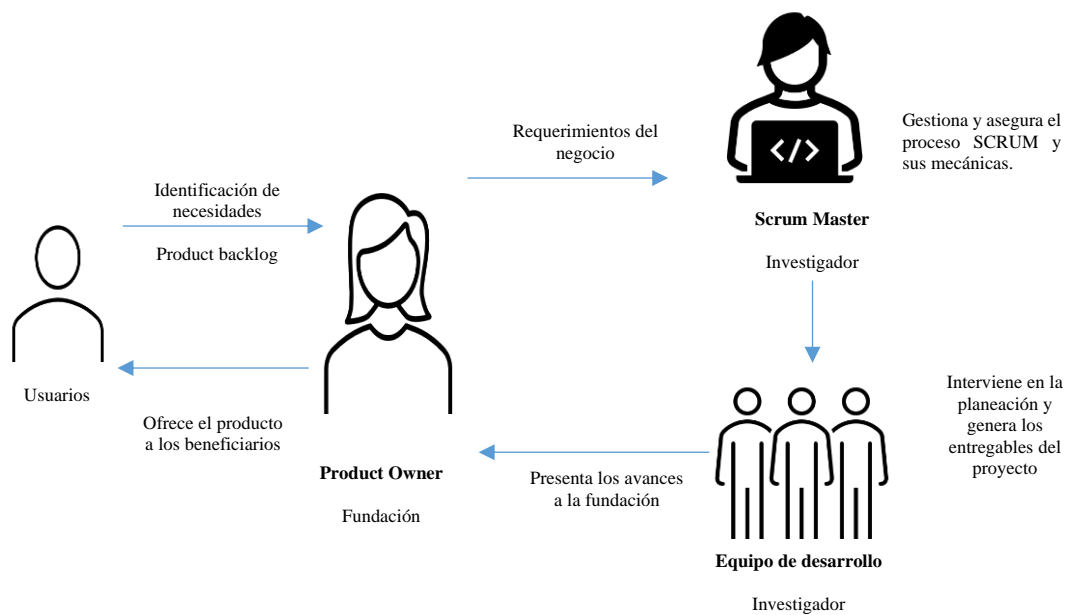 Requerimientos del
negocio
Gestiona y asegura el
proceso SCRUM y
sus mecánicas.
</>
Identificación de
necesidades
Product backlog
Scrum Master
Investigador
Usuarios
Ofrece el producto
a los beneficiarios
Product Owner
Fundación
Presenta los avances
a la fundación
Interviene en la
planeación y
genera los
entregables del
proyecto
Equipo de desarrollo
Investigador